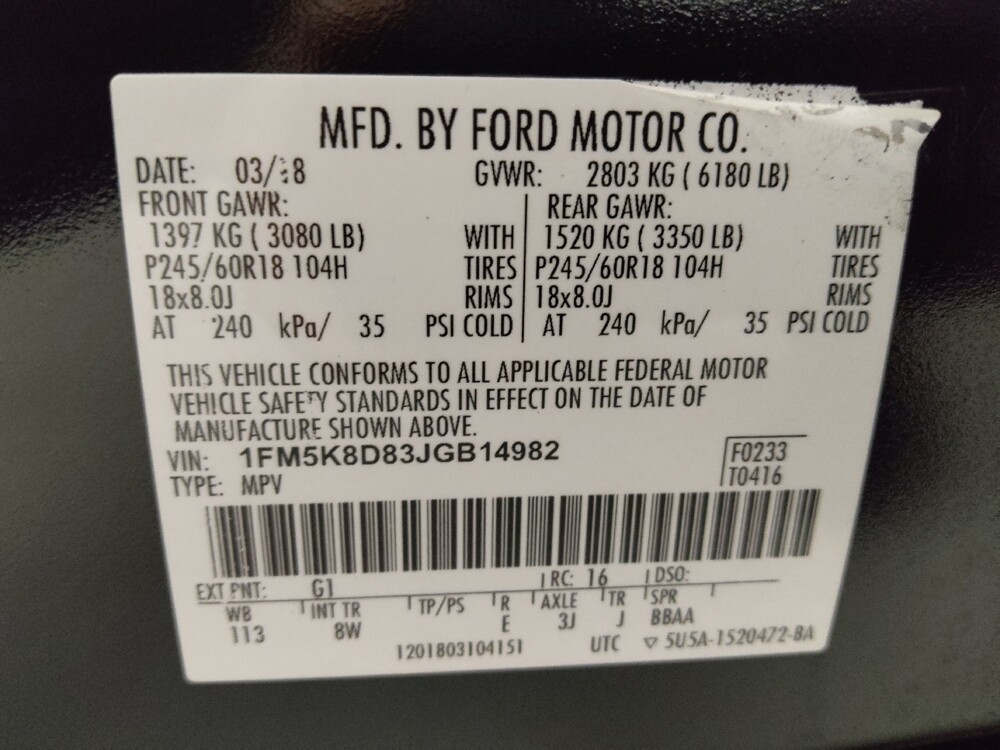 MFD. BY FORD MOTOR CO.
DATE: 03/18 GVWR: 2803 KG ( 6180 LB)
FRONT GAWR: REAR GAWR:
1397 KG ( 3080 LB) WITH 1520 KG ( 3350 LB) WITH
P245/60R18 104H TIRES P245/60R18 104H TIRES
18x8.0J RIMS 18x8.0J RIMS
AT 240 kPa/ 35 PSI COLD AT 240 kPa/ 35 PSI COLD
THIS VEHICLE CONFORMS TO ALL APPLICABLE FEDERAL MOTOR
VEHICLE SAFETY STANDARDS IN EFFECT ON THE DATE OF
MANUFACTURE SHOWN ABOVE.
VIN: 1FM5K8D83JGB14982 F0233
TYPE: MPV T0416
EXT PNT: G1 RC: 16 DSO:
WB INT TR TP/PS R AXLE TR SPR
113 8W E 3J J BBAA
1201803104151 UTC ▽ 5U5A-1520472-BA